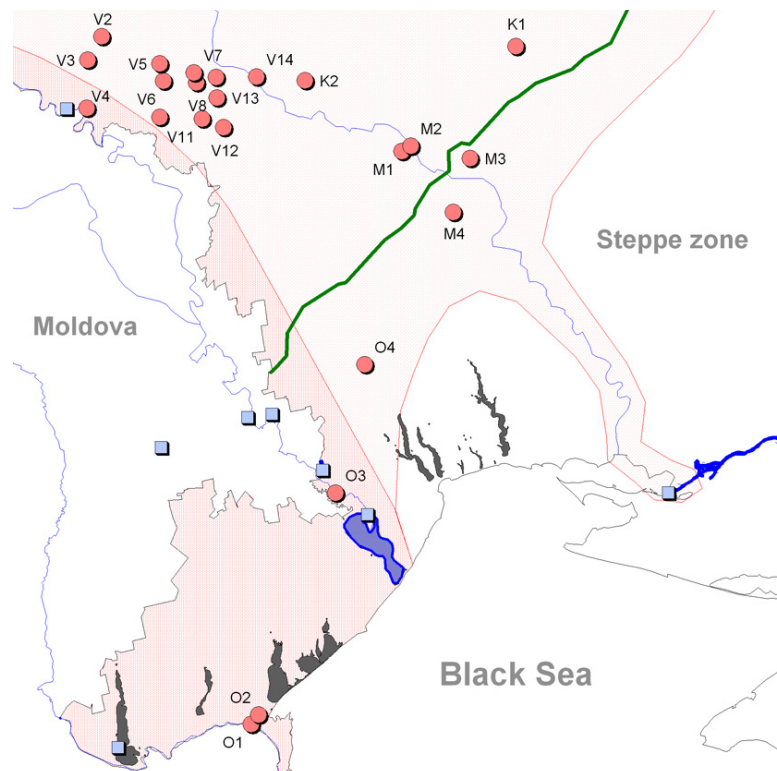 V2
K1
V3
V5
V7
V14
K2
V4
V6
V8
V13
V11
V12
M2
M1
M3
M4
Steppe zone
Moldova
O4
O3
Black Sea
O2
O1